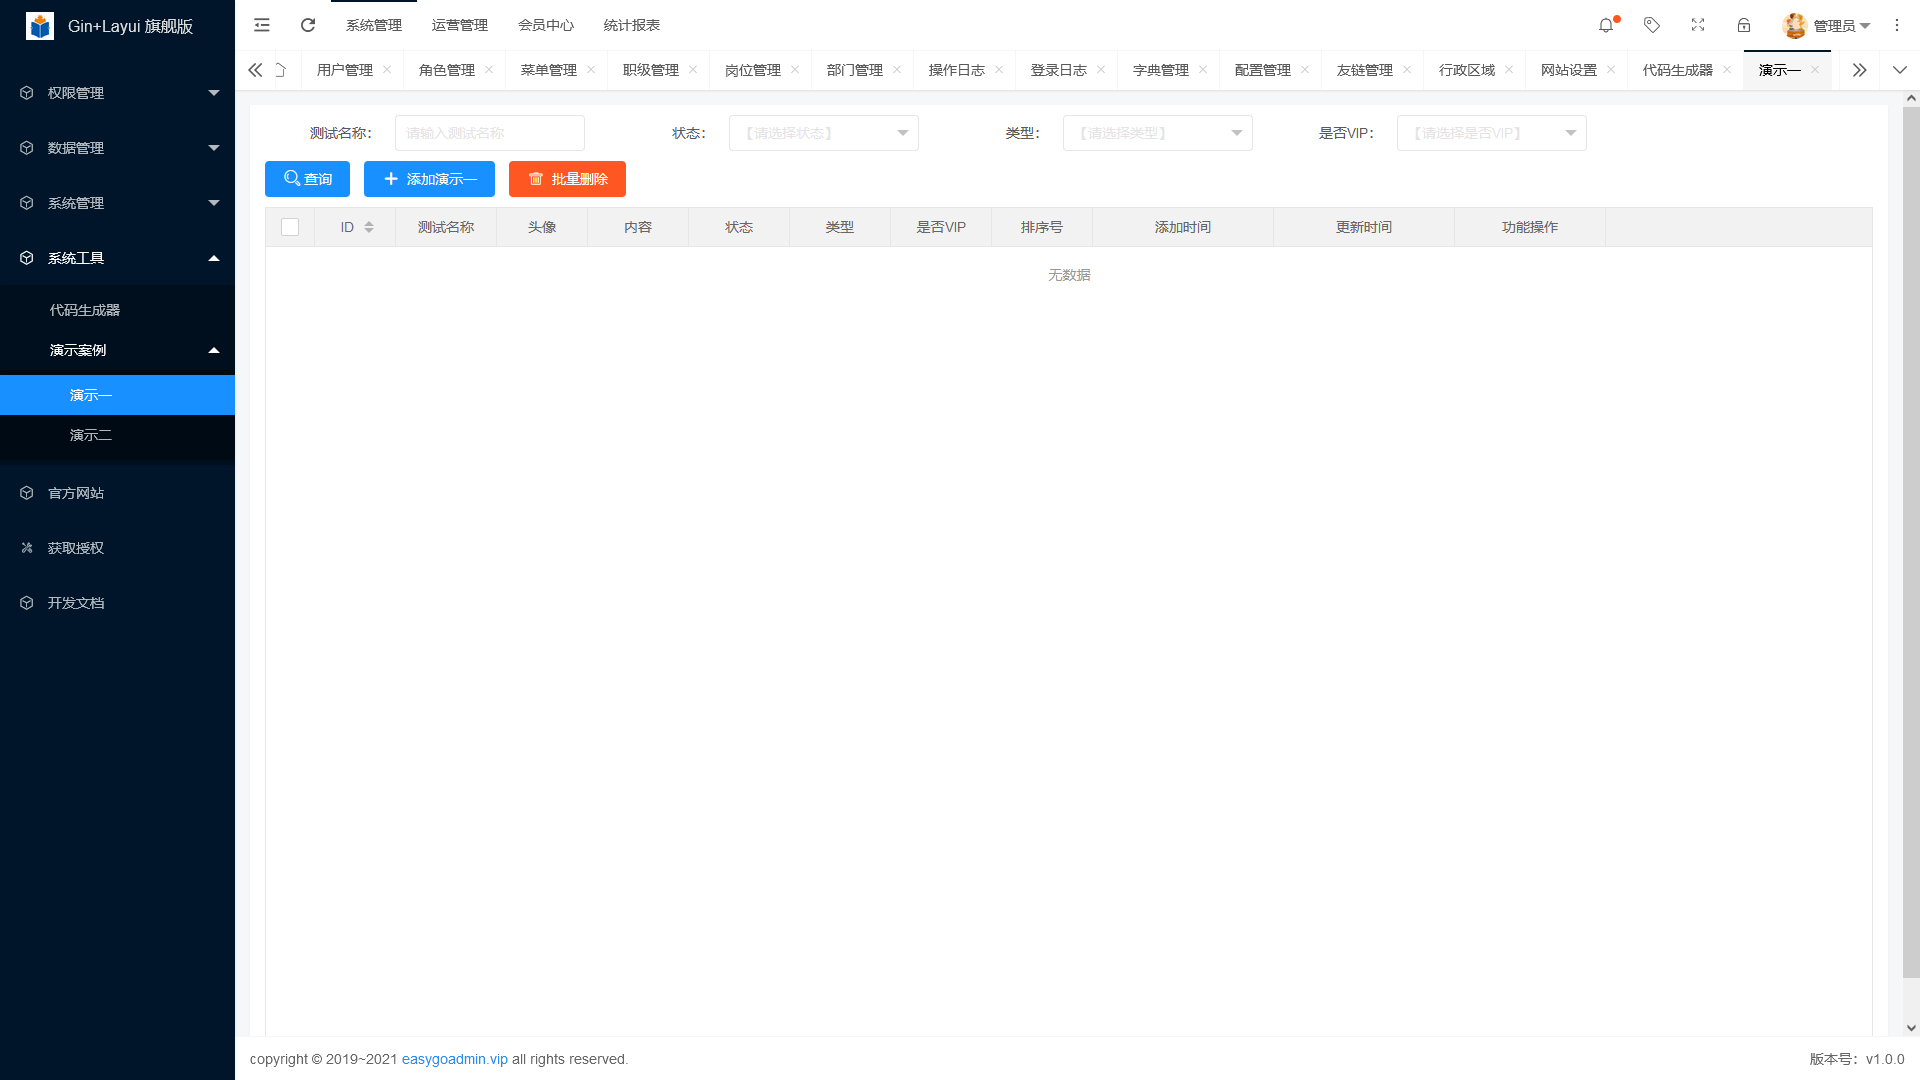 Gin+Layui 旗舰版
系统管理 运营管理 会员中心 统计报表
管理员
用户管理 角色管理 菜单管理 职级管理 岗位管理 部门管理 操作日志 登录日志 字典管理 配置管理 友链管理 行政区域 网站设置 代码生成器 演示一
权限管理
数据管理
系统管理
系统工具
代码生成器
演示案例
演示一
演示二
官方网站
获取授权
开发文档
测试名称： 请输入测试名称 状态： 【请选择状态】 类型： 【请选择类型】 是否VIP： 【请选择是否VIP】
查询 添加演示一 批量删除
ID 测试名称 头像 内容 状态 类型 是否VIP 排序号 添加时间 更新时间 功能操作
无数据
copyright © 2019~2021 easygoadmin.vip all rights reserved.
版本号：v1.0.0